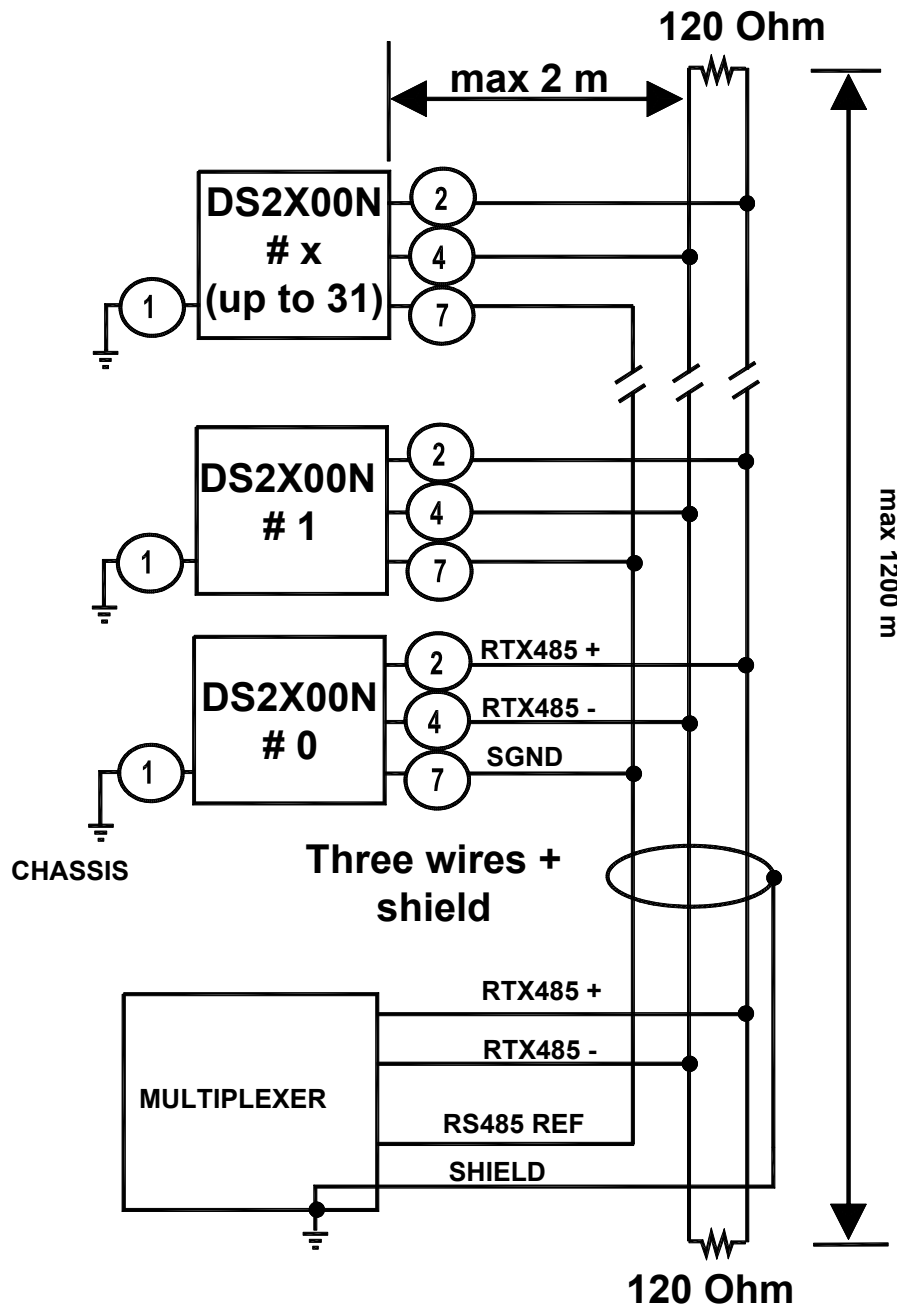 120 Ohm
max 2 m
DS2X00N
# x
(up to 31)
2
4
7
1
DS2X00N
# 1
2
4
7
1
max 1200 m
DS2X00N
# 0
2
4
7
1
RTX485 +
RTX485 -
SGND
CHASSIS
Three wires +
shield
MULTIPLEXER
RTX485 +
RTX485 -
RS485 REF
SHIELD
120 Ohm